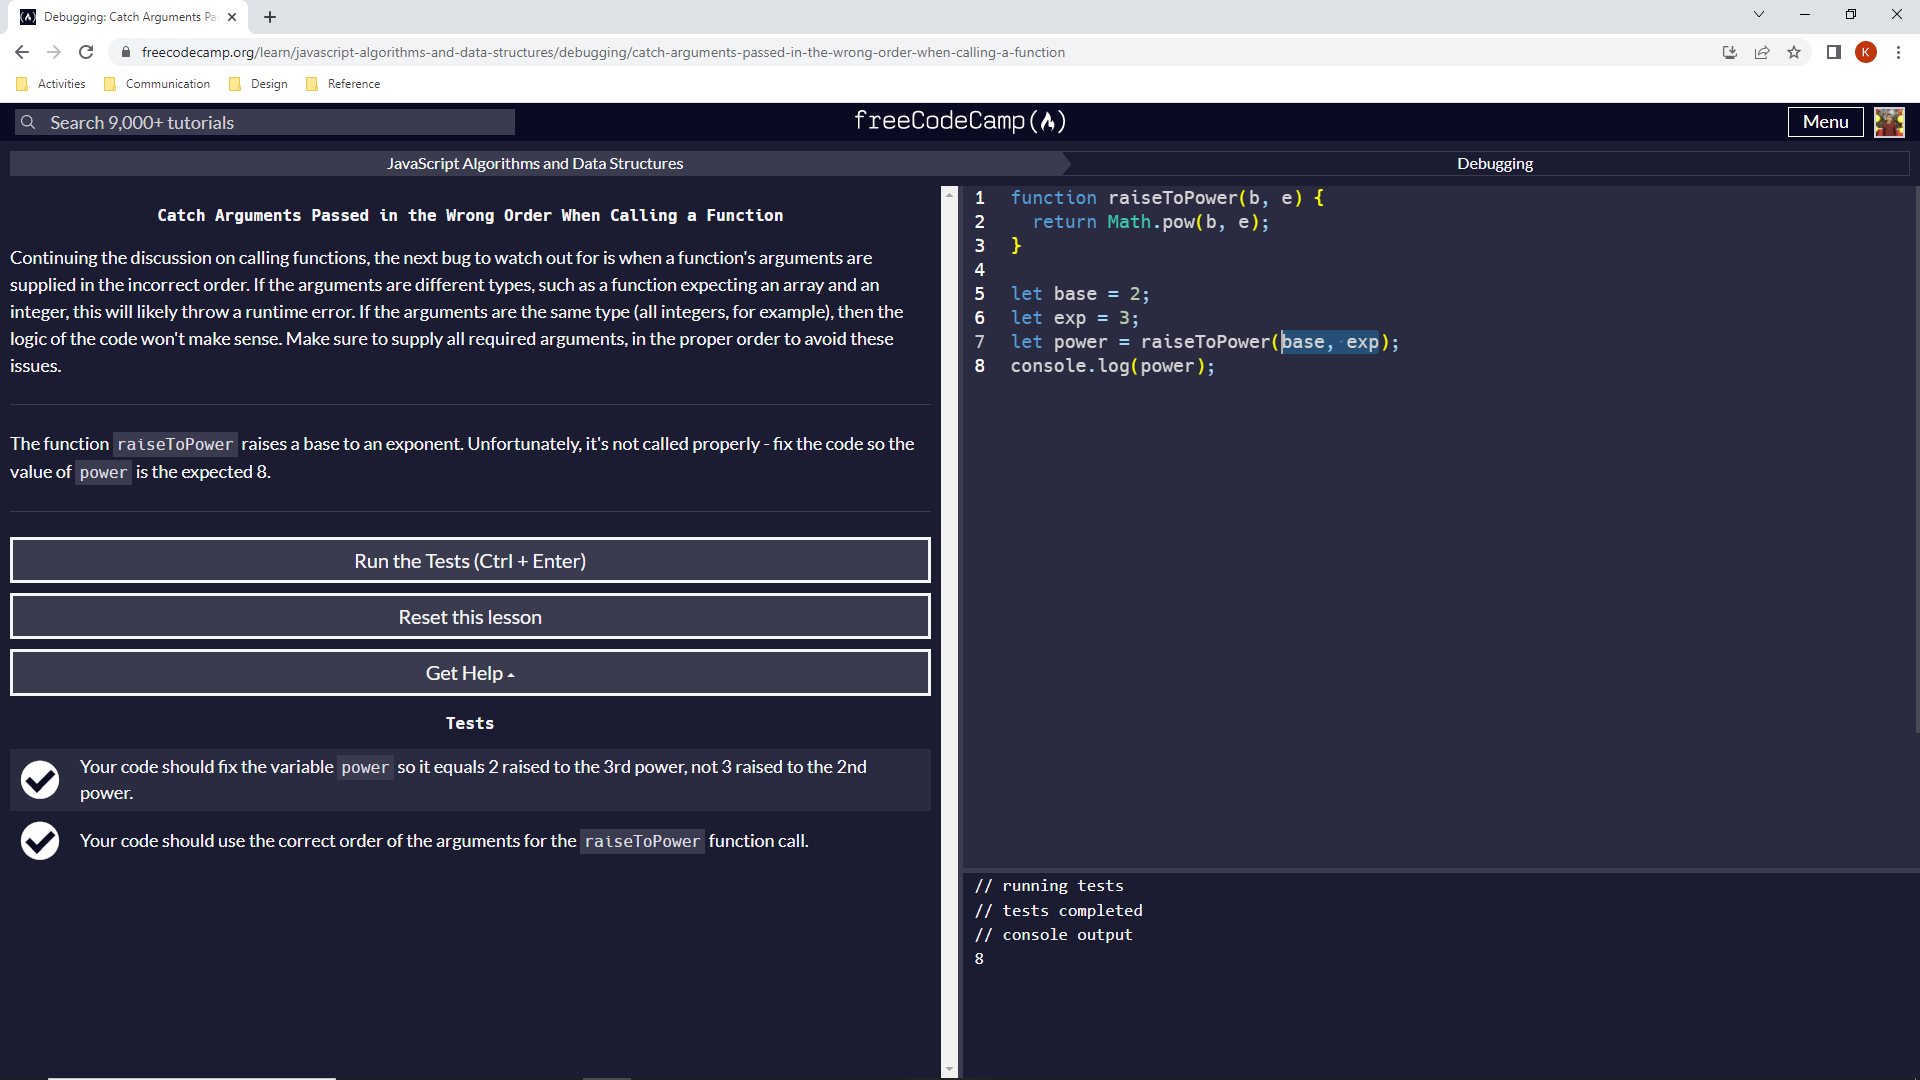 Debugging: Catch Arguments Pa
freecodecamp.org/learn/javascript-algorithms-and-data-structures/debugging/catch-arguments-passed-in-the-wrong-order-when-calling-a-function
K
Activities
Communication
Design
Reference
Search 9,000+ tutorials
freeCodeCamp
Menu
JavaScript Algorithms and Data Structures
Debugging
Catch Arguments Passed in the Wrong Order When Calling a Function
Continuing the discussion on calling functions, the next bug to watch out for is when a function's arguments are
supplied in the incorrect order. If the arguments are different types, such as a function expecting an array and an
integer, this will likely throw a runtime error. If the arguments are the same type (all integers, for example), then the
logic of the code won't make sense. Make sure to supply all required arguments, in the proper order to avoid these
issues.
The function raiseToPower raises a base to an exponent. Unfortunately, it's not called properly - fix the code so the
value of power is the expected 8.
Run the Tests (Ctrl + Enter)
Reset this lesson
Get Help
Tests
Your code should fix the variable power so it equals 2 raised to the 3rd power, not 3 raised to the 2nd
power.
Your code should use the correct order of the arguments for the raiseToPower function call.
1 function raiseToPower(b, e) {
2 return Math.pow(b, e);
3 }
4
5 let base = 2;
6 let exp = 3;
7 let power = raiseToPower(base, exp);
8 console.log(power);
// running tests
// tests completed
// console output
8